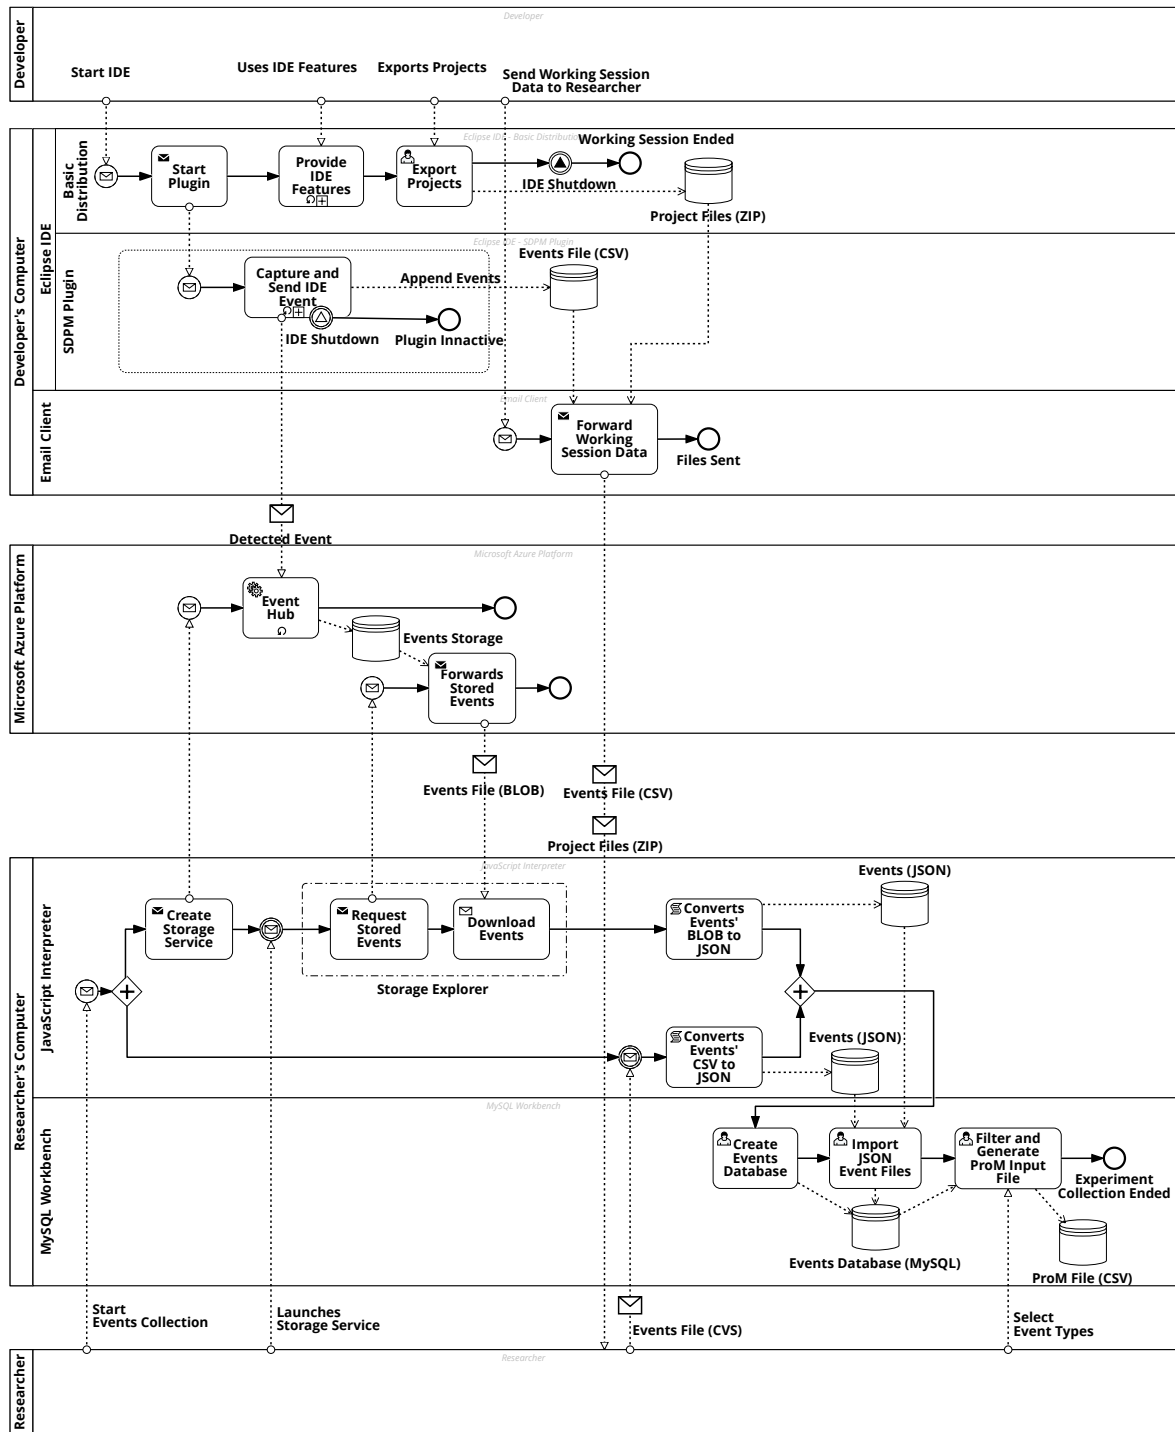 Developer
Developer
Start IDE
Uses IDE Features
Exports Projects
Send Working Session
Data to Researcher
Developer's Computer
Eclipse IDE
Basic
Distribution
Eclipse IDE - Basic Distribution
Working Session Ended
Start
Plugin
Provide
IDE
Features
Export
Projects
IDE Shutdown
Project Files (ZIP)
SDPM Plugin
Eclipse IDE - SDPM Plugin
Events File (CSV)
Capture and
Send IDE
Event
Append Events
IDE Shutdown
Plugin Innactive
Email Client
Email Client
Forward
Working
Session Data
Files Sent
Detected Event
Microsoft Azure Platform
Microsoft Azure Platform
Event
Hub
Events Storage
Forwards
Stored
Events
Events File (BLOB)
Events File (CSV)
Project Files (ZIP)
Researcher's Computer
JavaScript Interpreter
JavaScript Interpreter
Events (JSON)
Create
Storage
Service
Request
Stored
Events
Download
Events
Converts
Events'
BLOB to
JSON
Storage Explorer
Converts
Events'
CSV to
JSON
Events (JSON)
MySQL Workbench
MySQL Workbench
Create
Events
Database
Import
JSON
Event Files
Filter and
Generate
ProM Input
File
Experiment
Collection Ended
Events Database (MySQL)
ProM File (CSV)
Start
Events Collection
Launches
Storage Service
Events File (CVS)
Select
Event Types
Researcher
Researcher